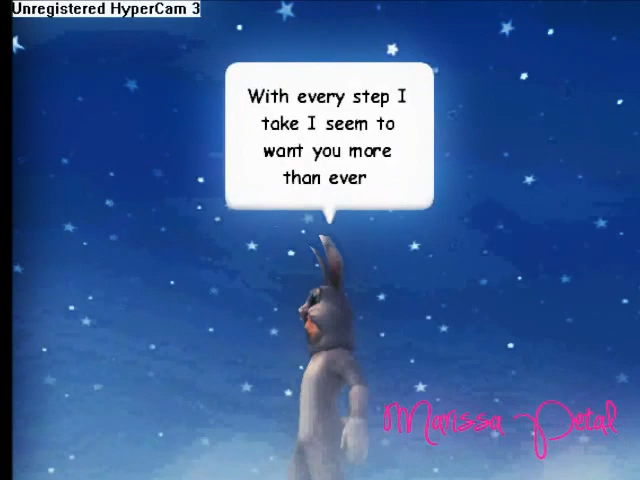 Unregistered HyperCam 3
With every step I
take I seem to
want you more
than ever
Marissa Petal